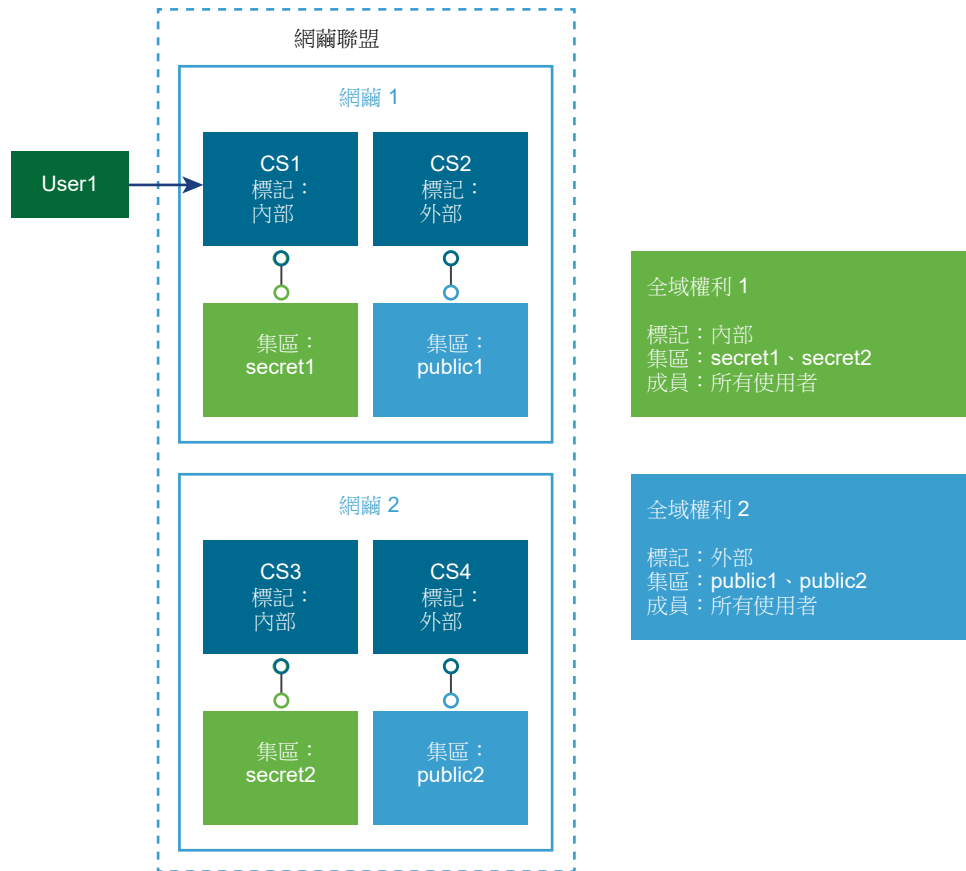 網繭聯盟
網繭 1
User1
CS1
標記：
內部
CS2
標記：
外部
集區：
secret1
集區：
public1
網繭 2
CS3
標記：
內部
CS4
標記：
外部
集區：
secret2
集區：
public2
全域權利 1
標記：內部
集區：secret1、secret2
成員：所有使用者
全域權利 2
標記：外部
集區：public1、public2
成員：所有使用者